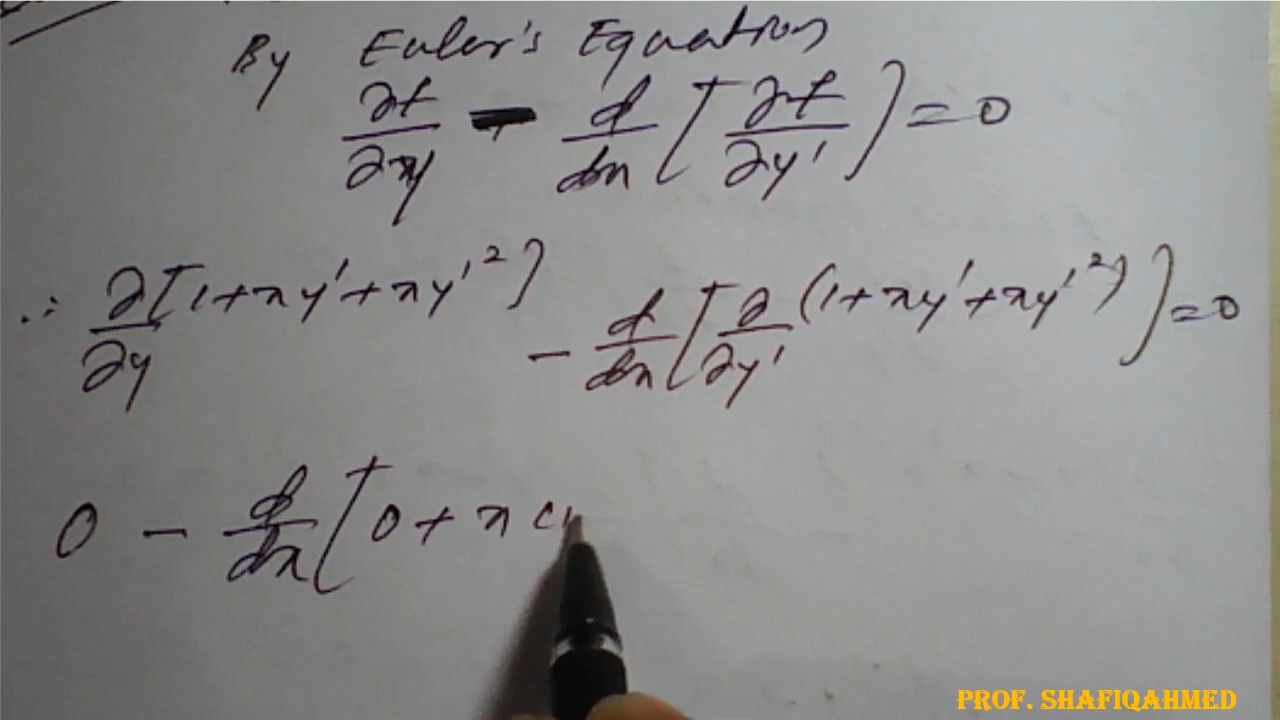 By Euler's Equation
∂f/∂y - d/dx [∂f/∂y'] = 0
∴ ∂/∂y [1+xy'+xy'²] - d/dx [∂/∂y' (1+xy'+xy'²)] = 0
0 - d/dx [0 + x (
PROF. SHAFIQAHMED